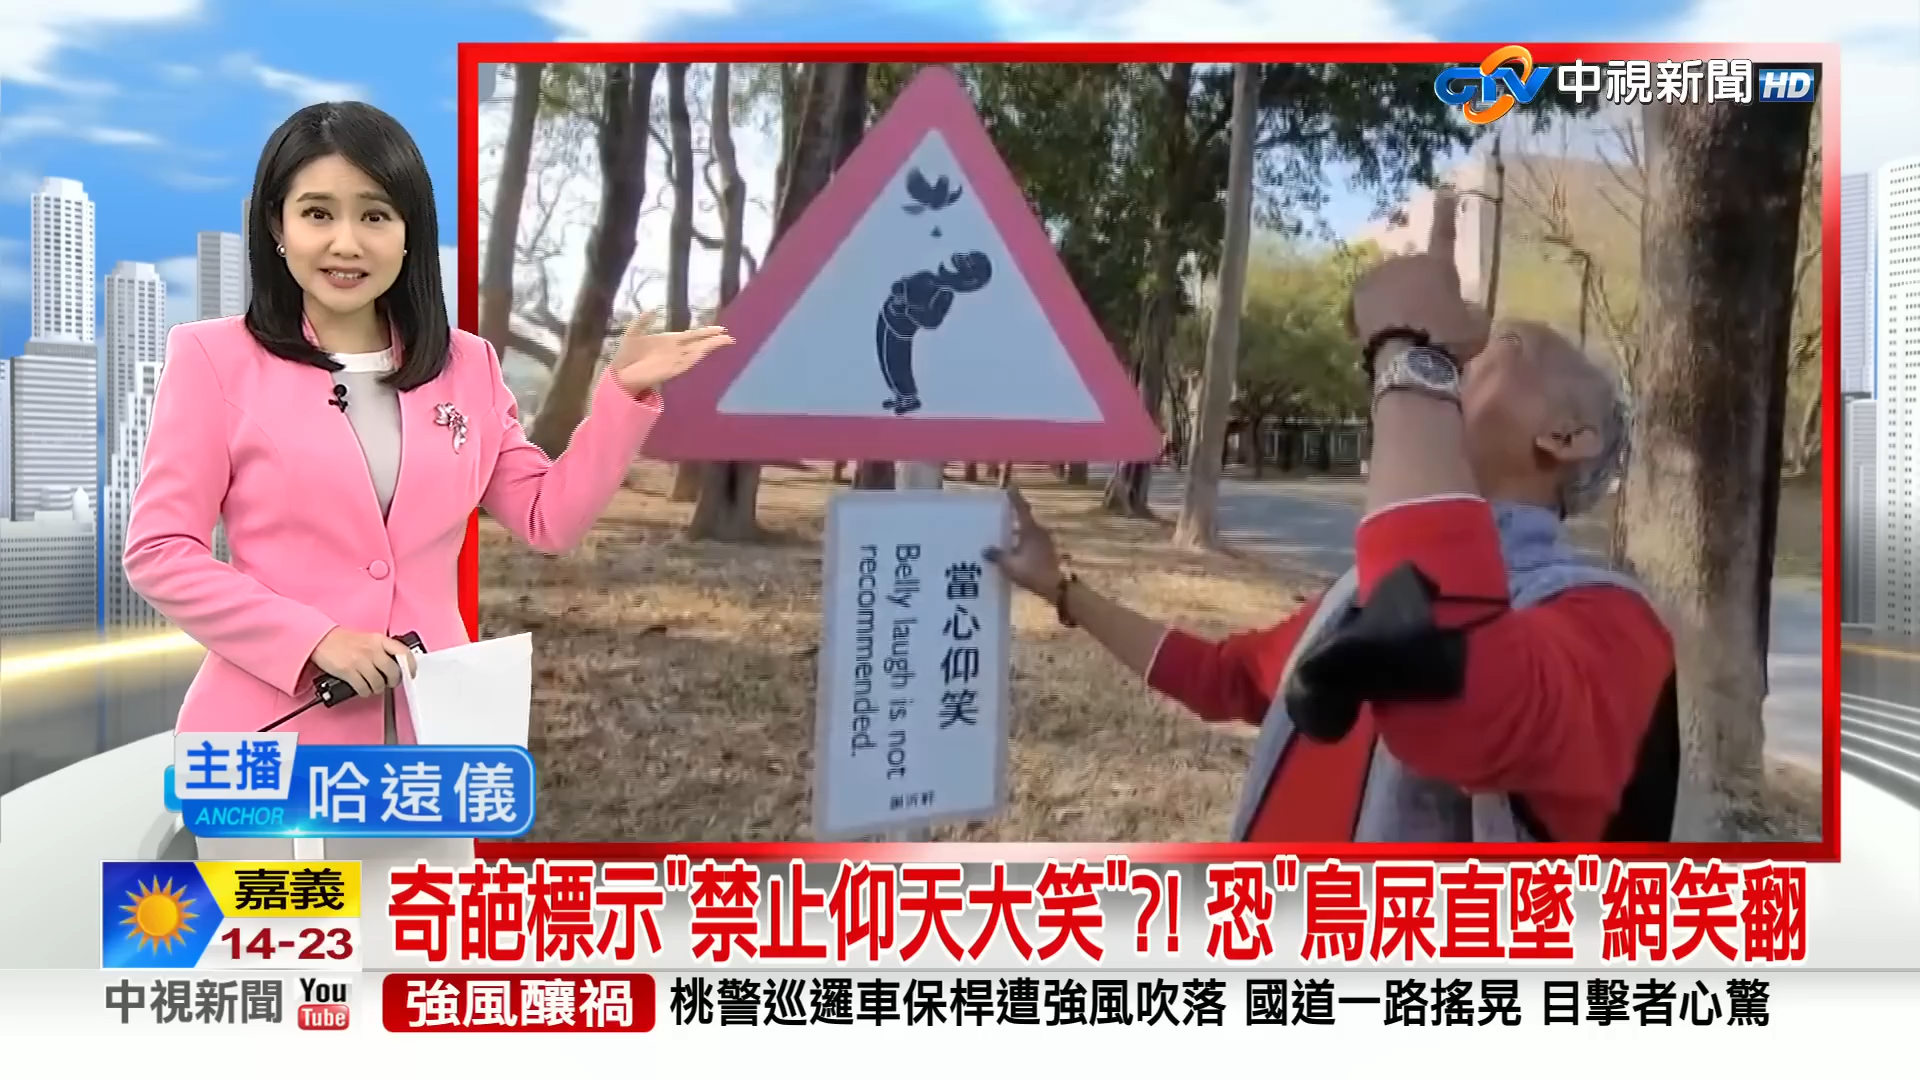 CTV 中視新聞 HD
當心仰笑
Belly laugh is not
recommended.
主播
ANCHOR
哈遠儀
嘉義
14-23
奇葩標示"禁止仰天大笑"?! 恐"鳥屎直墜"網笑翻
中視新聞
You
Tube
強風釀禍
桃警巡邏車保桿遭強風吹落 國道一路搖晃 目擊者心驚